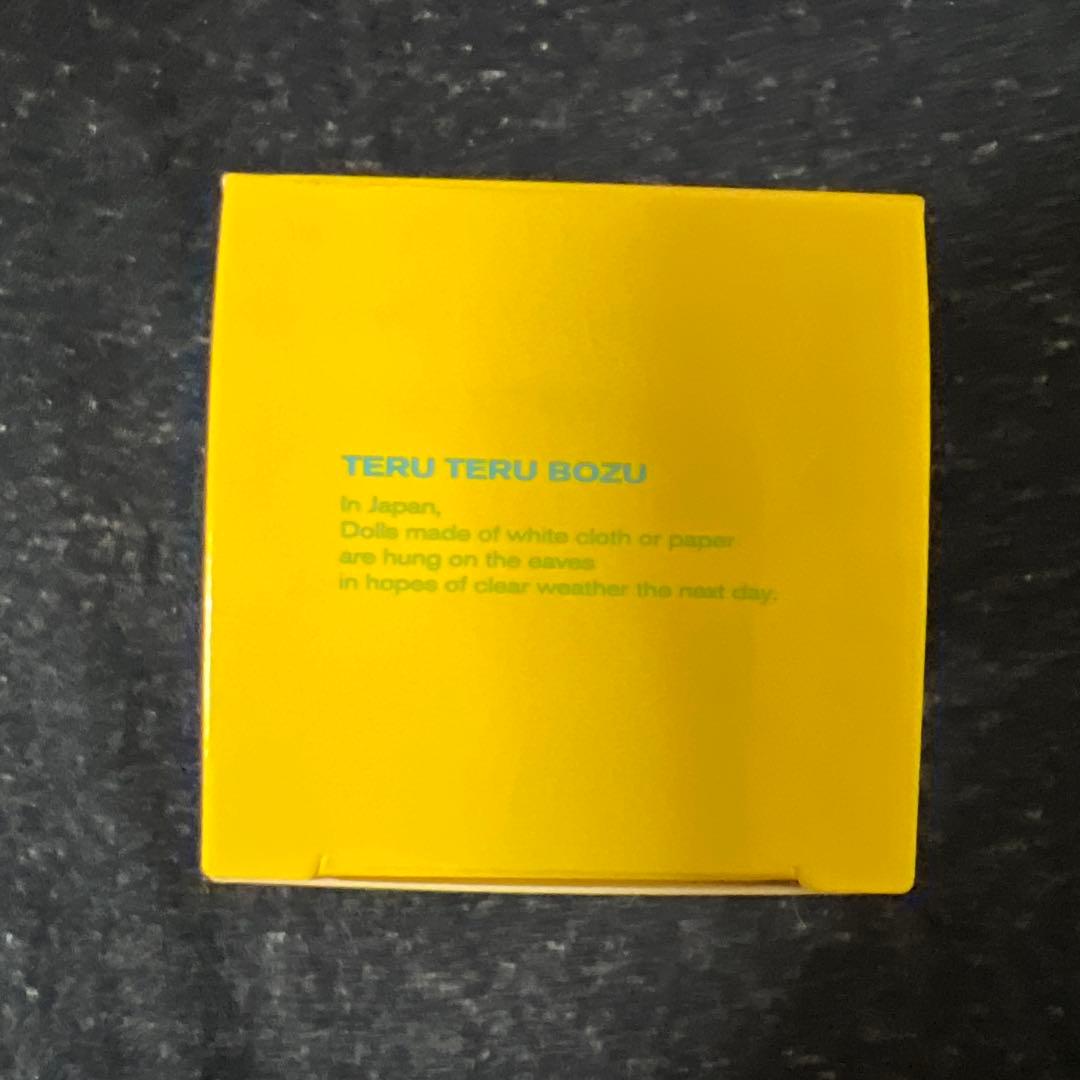 TERU TERU BOZU
In Japan,
Dolls made of white cloth or paper
are hung on the eaves
in hopes of clear weather the next day.